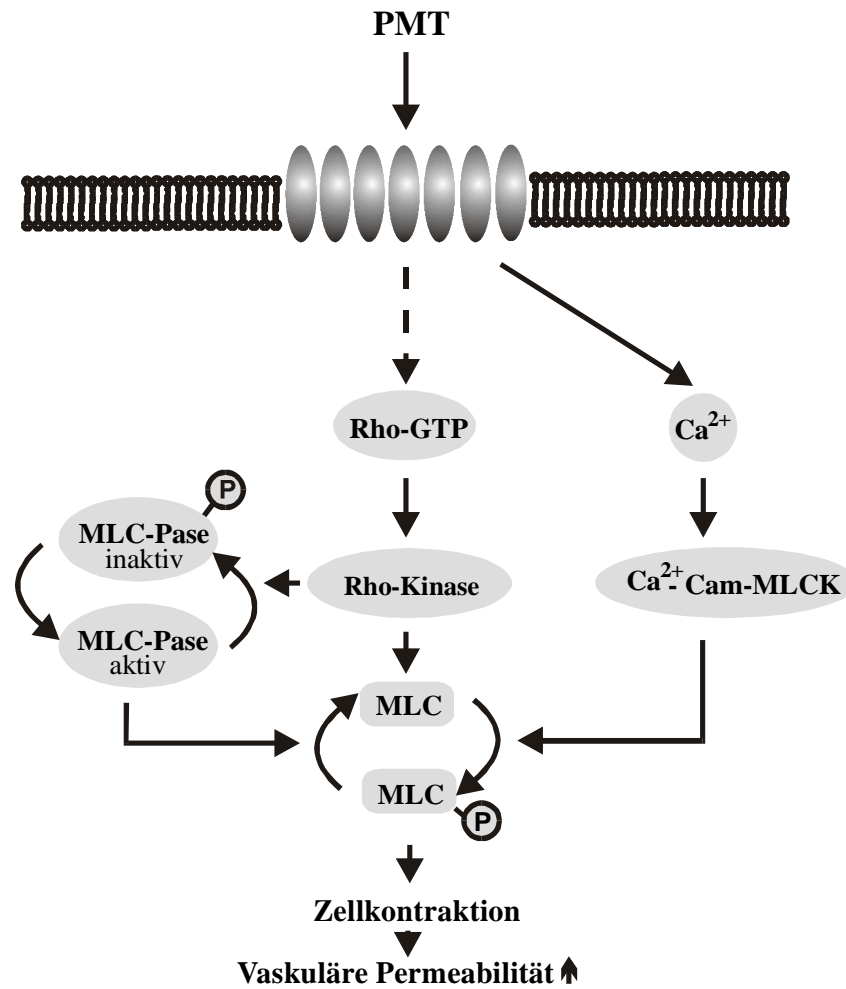 PMT
Rho-GTP
Ca2+
P
MLC-Pase
inaktiv
Rho-Kinase
Ca2+- Cam-MLCK
MLC-Pase
aktiv
MLC
MLC
P
Zellkontraktion
Vaskuläre Permeabilität